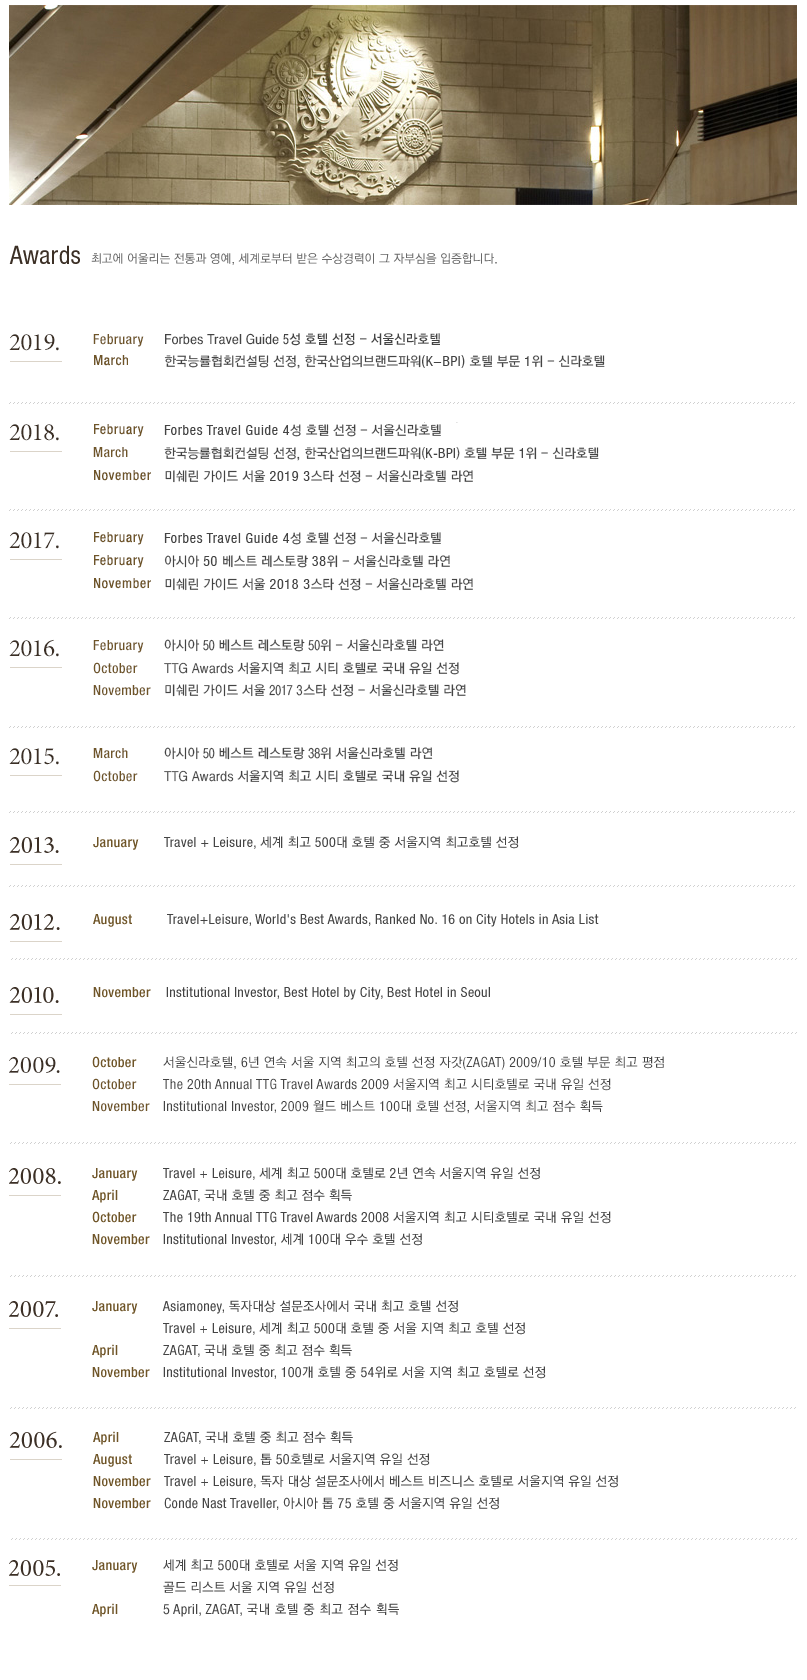 Awards 최고에 어울리는 전통과 영예, 세계로부터 받은 수상경력이 그 자부심을 입증합니다.
2019. February Forbes Travel Guide 5성 호텔 선정 – 서울신라호텔
March 한국능률협회컨설팅 선정, 한국산업의브랜드파워(K–BPI) 호텔 부문 1위 – 신라호텔
2018. February Forbes Travel Guide 4성 호텔 선정 – 서울신라호텔
March 한국능률협회컨설팅 선정, 한국산업의브랜드파워(K-BPI) 호텔 부문 1위 – 신라호텔
November 미쉐린 가이드 서울 2019 3스타 선정 – 서울신라호텔 라연
2017. February Forbes Travel Guide 4성 호텔 선정 – 서울신라호텔
February 아시아 50 베스트 레스토랑 38위 – 서울신라호텔 라연
November 미쉐린 가이드 서울 2018 3스타 선정 – 서울신라호텔 라연
2016. February 아시아 50 베스트 레스토랑 50위 – 서울신라호텔 라연
October TTG Awards 서울지역 최고 시티 호텔로 국내 유일 선정
November 미쉐린 가이드 서울 2017 3스타 선정 – 서울신라호텔 라연
2015. March 아시아 50 베스트 레스토랑 38위 서울신라호텔 라연
October TTG Awards 서울지역 최고 시티 호텔로 국내 유일 선정
2013. January Travel + Leisure, 세계 최고 500대 호텔 중 서울지역 최고호텔 선정
2012. August Travel+Leisure, World's Best Awards, Ranked No. 16 on City Hotels in Asia List
2010. November Institutional Investor, Best Hotel by City, Best Hotel in Seoul
2009. October 서울신라호텔, 6년 연속 서울 지역 최고의 호텔 선정 자갓(ZAGAT) 2009/10 호텔 부문 최고 평점
October The 20th Annual TTG Travel Awards 2009 서울지역 최고 시티호텔로 국내 유일 선정
November Institutional Investor, 2009 월드 베스트 100대 호텔 선정, 서울지역 최고 점수 획득
2008. January Travel + Leisure, 세계 최고 500대 호텔로 2년 연속 서울지역 유일 선정
April ZAGAT, 국내 호텔 중 최고 점수 획득
October The 19th Annual TTG Travel Awards 2008 서울지역 최고 시티호텔로 국내 유일 선정
November Institutional Investor, 세계 100대 우수 호텔 선정
2007. January Asiamoney, 독자대상 설문조사에서 국내 최고 호텔 선정
Travel + Leisure, 세계 최고 500대 호텔 중 서울 지역 최고 호텔 선정
April ZAGAT, 국내 호텔 중 최고 점수 획득
November Institutional Investor, 100개 호텔 중 54위로 서울 지역 최고 호텔로 선정
2006. April ZAGAT, 국내 호텔 중 최고 점수 획득
August Travel + Leisure, 톱 50호텔로 서울지역 유일 선정
November Travel + Leisure, 독자 대상 설문조사에서 베스트 비즈니스 호텔로 서울지역 유일 선정
November Conde Nast Traveller, 아시아 톱 75 호텔 중 서울지역 유일 선정
2005. January 세계 최고 500대 호텔로 서울 지역 유일 선정
골드 리스트 서울 지역 유일 선정
April 5 April, ZAGAT, 국내 호텔 중 최고 점수 획득